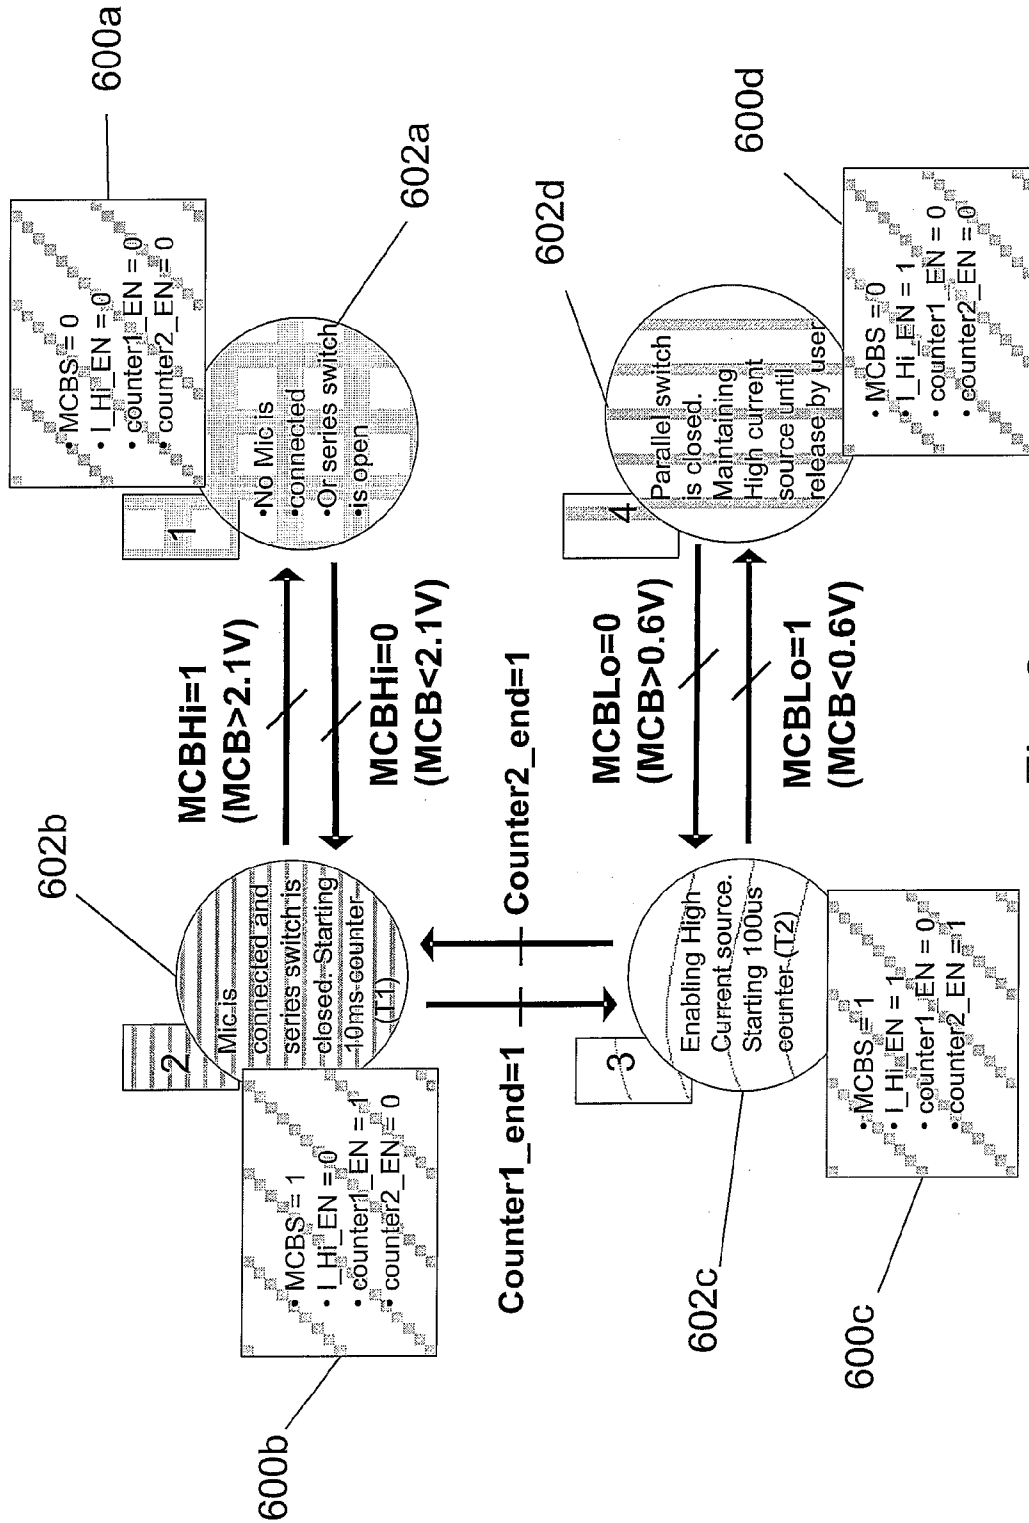 600a
• MCBS = 0
• I_Hi_EN = 0
• counter1_EN = 0
• counter2_EN = 0
1
•No Mic is
•connected
•Or series switch
•is open
602a
MCBHi=1
(MCB>2.1V)
MCBHi=0
(MCB<2.1V)
602b
2
Mic is
connected and
series switch is
closed. Starting
10ms counter
(T1)
• MCBS = 1
• I_Hi_EN = 0
• counter1_EN = 1
• counter2_EN = 0
600b
Counter1_end=1
Counter2_end=1
602d
4
Parallel switch
is closed.
Maintaining
High current
source until
release by user
600d
• MCBS = 0
• I_Hi_EN = 1
• counter1_EN = 0
• counter2_EN = 0
MCBLo=0
(MCB>0.6V)
MCBLo=1
(MCB<0.6V)
3
Enabling High
Current source.
Starting 100us
counter (T2)
602c
• MCBS = 1
• I_Hi_EN = 1
• counter1_EN = 0
• counter2_EN = 1
600c